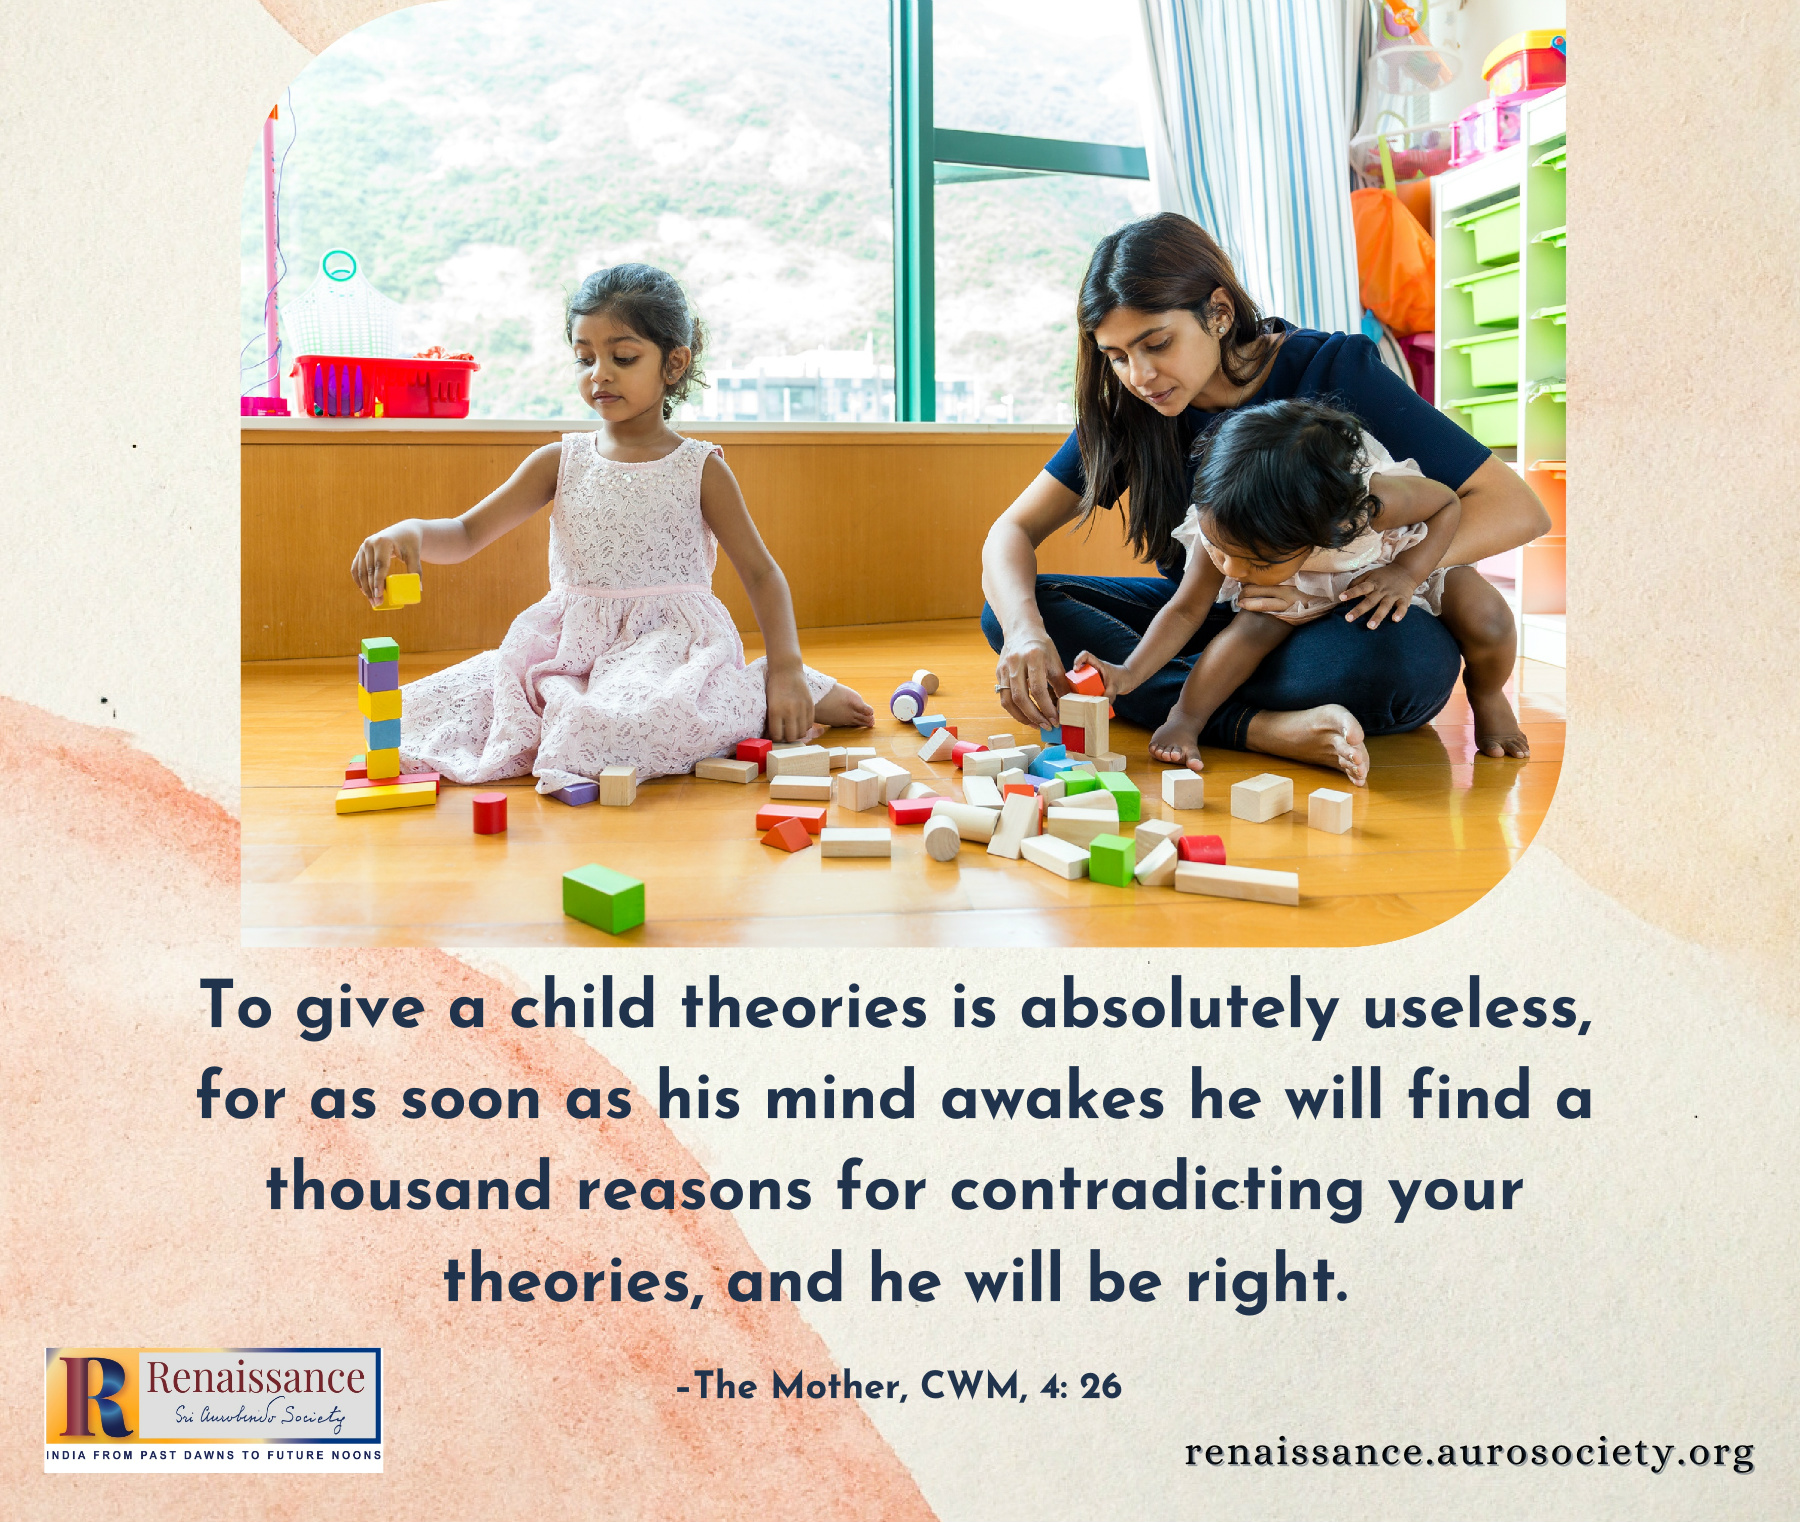 To give a child theories is absolutely useless,
for as soon as his mind awakes he will find a
thousand reasons for contradicting your
theories, and he will be right.
-The Mother, CWM, 4: 26
R Renaissance
Sri Aurobindo Society
INDIA FROM PAST DAWNS TO FUTURE NOONS
renaissance.aurosociety.org